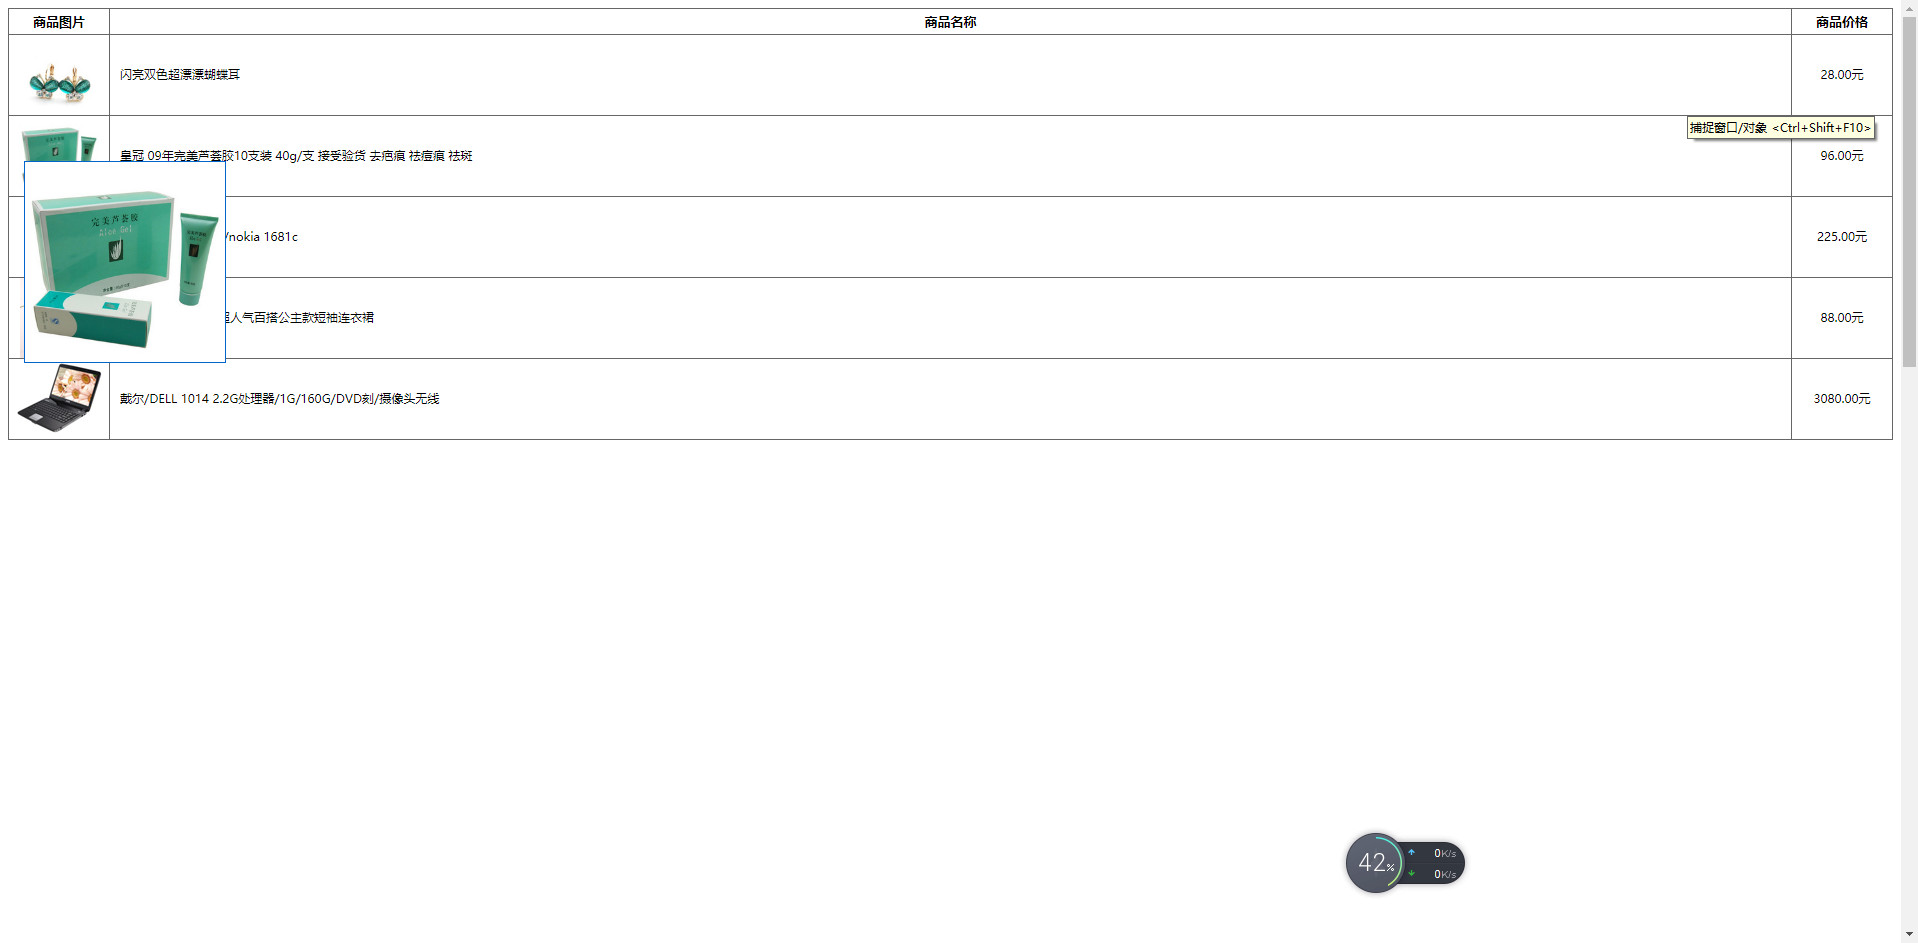 商品图片 商品名称 商品价格
闪亮双色超漂漂蝴蝶耳 28.00元
捕捉窗口/对象 <Ctrl+Shift+F10>
皇冠 09年完美芦荟胶10支装 40g/支 接受验货 去疤痕 祛痘痕 祛斑 96.00元
完美芦荟胶
Aloe Gel
/nokia 1681c 225.00元
人气百搭公主款短袖连衣裙 88.00元
戴尔/DELL 1014 2.2G处理器/1G/160G/DVD刻/摄像头无线 3080.00元
42%
0K/s
0K/s